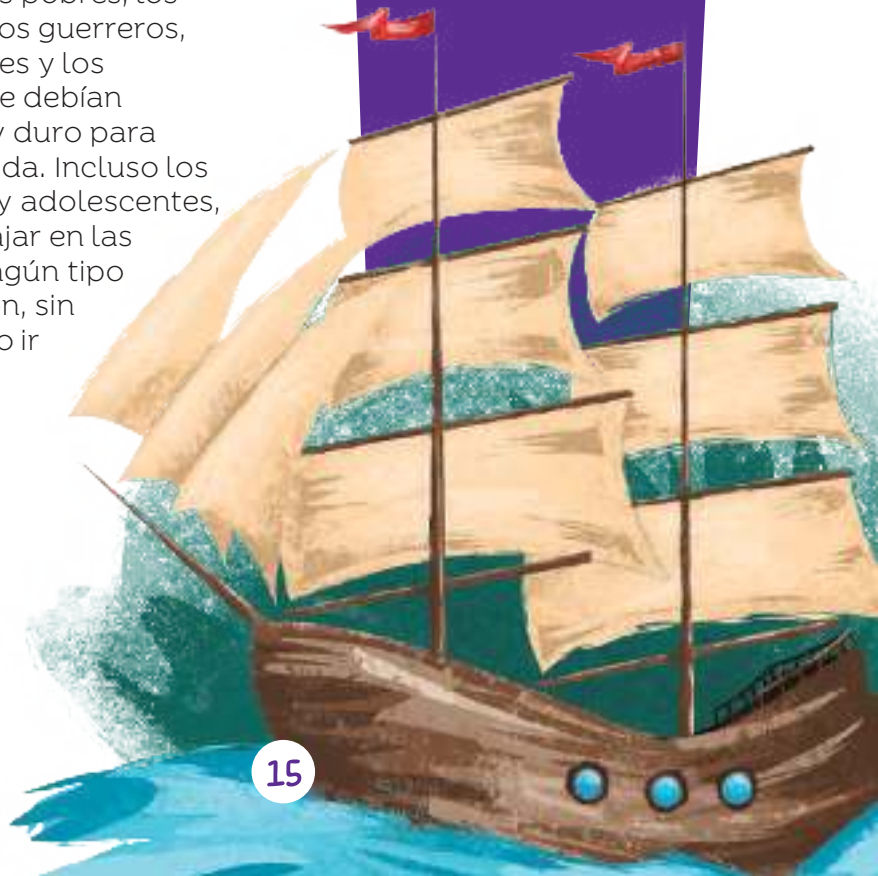 s pobres, los
os guerreros,
es y los
e debían
y duro para
da. Incluso los
y adolescentes,
ajar en las
gún tipo
n, sin
o ir
15